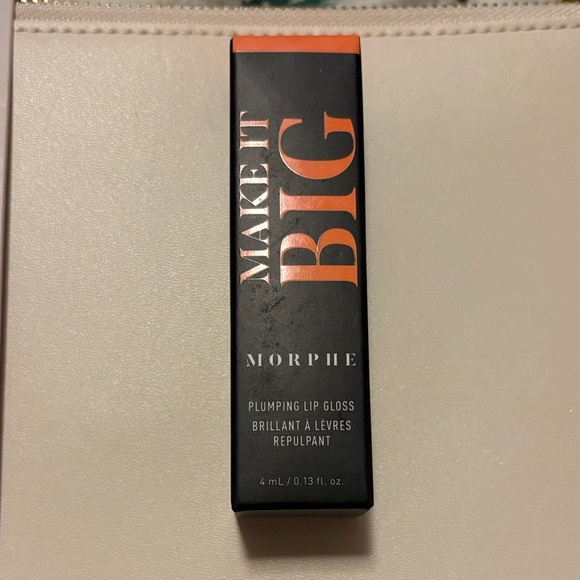 MAKE IT
BIG
MORPHE
PLUMPING LIP GLOSS
BRILLANT À LÈVRES
REPULPANT
4 mL / 0.13 fl. oz.